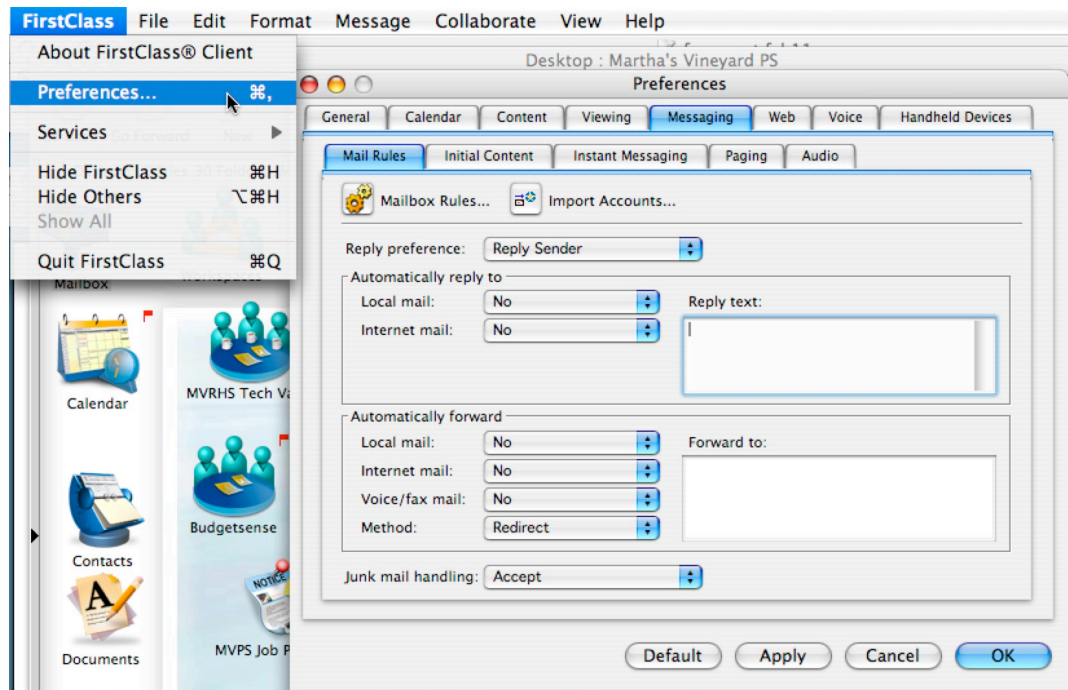 FirstClass File Edit Format Message Collaborate View Help
About FirstClass® Client
Preferences... ⌘,
Services
Hide FirstClass ⌘H
Hide Others ⌥⌘H
Show All
Quit FirstClass ⌘Q
Desktop : Martha's Vineyard PS
Preferences
General Calendar Content Viewing Messaging Web Voice Handheld Devices
Mail Rules Initial Content Instant Messaging Paging Audio
Mailbox Rules... Import Accounts...
Reply preference: Reply Sender
Automatically reply to
Local mail: No Reply text:
Internet mail: No
Automatically forward
Local mail: No Forward to:
Internet mail: No
Voice/fax mail: No
Method: Redirect
Junk mail handling: Accept
Default Apply Cancel OK
Mailbox
Workspaces
Calendar
MVRHS Tech Va
Budgetsense
Contacts
NOTICE
MVPS Job P
Documents